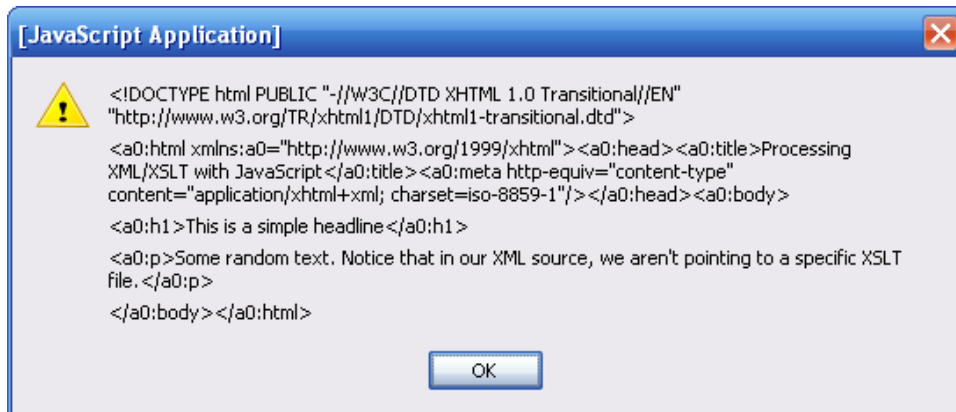 [JavaScript Application]
<!DOCTYPE html PUBLIC "-//W3C//DTD XHTML 1.0 Transitional//EN"
"http://www.w3.org/TR/xhtml1/DTD/xhtml1-transitional.dtd">
<a0:html xmlns:a0="http://www.w3.org/1999/xhtml"><a0:head><a0:title>Processing
XML/XSLT with JavaScript</a0:title><a0:meta http-equiv="content-type"
content="application/xhtml+xml; charset=iso-8859-1"/></a0:head><a0:body>
<a0:h1>This is a simple headline</a0:h1>
<a0:p>Some random text. Notice that in our XML source, we aren't pointing to a specific XSLT
file.</a0:p>
</a0:body></a0:html>
OK